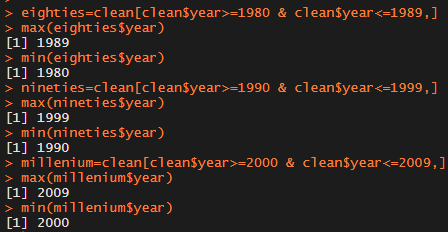 > eighties=clean[clean$year>=1980 & clean$year<=1989,]
> max(eighties$year)
[1] 1989
> min(eighties$year)
[1] 1980
> nineties=clean[clean$year>=1990 & clean$year<=1999,]
> max(nineties$year)
[1] 1999
> min(nineties$year)
[1] 1990
> millenium=clean[clean$year>=2000 & clean$year<=2009,]
> max(millenium$year)
[1] 2009
> min(millenium$year)
[1] 2000